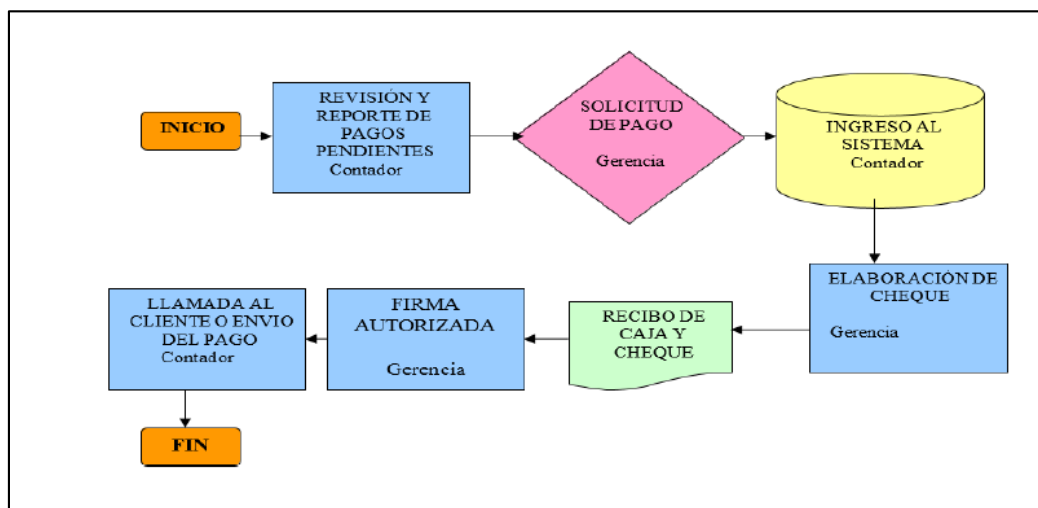 INICIO
REVISIÓN Y
REPORTE DE
PAGOS
PENDIENTES
Contador
SOLICITUD
DE PAGO
Gerencia
INGRESO AL
SISTEMA
Contador
ELABORACIÓN DE
CHEQUE
Gerencia
RECIBO DE
CAJA Y
CHEQUE
FIRMA
AUTORIZADA
Gerencia
LLAMADA AL
CLIENTE O ENVIO
DEL PAGO
Contador
FIN